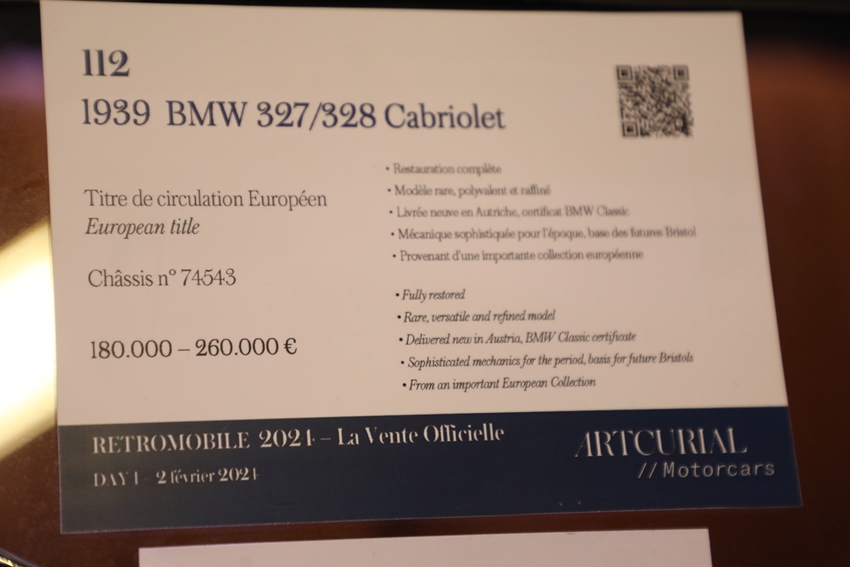 112
1939 BMW 327/328 Cabriolet
Titre de circulation Européen
European title
Châssis n° 74543
180.000 – 260.000 €
• Restauration complète
• Modèle rare, polyvalent et raffiné
• Livrée neuve en Autriche, certificat BMW Classic
• Mécanique sophistiquée pour l'époque, base des futures Bristol
• Provenant d'une importante collection européenne
• Fully restored
• Rare, versatile and refined model
• Delivered new in Austria, BMW Classic certificate
• Sophisticated mechanics for the period, basis for future Bristols
• From an important European Collection
RETROMOBILE 2024 – La Vente Officielle
DAY 1 – 2 février 2024
ARTCURIAL
// Motorcars